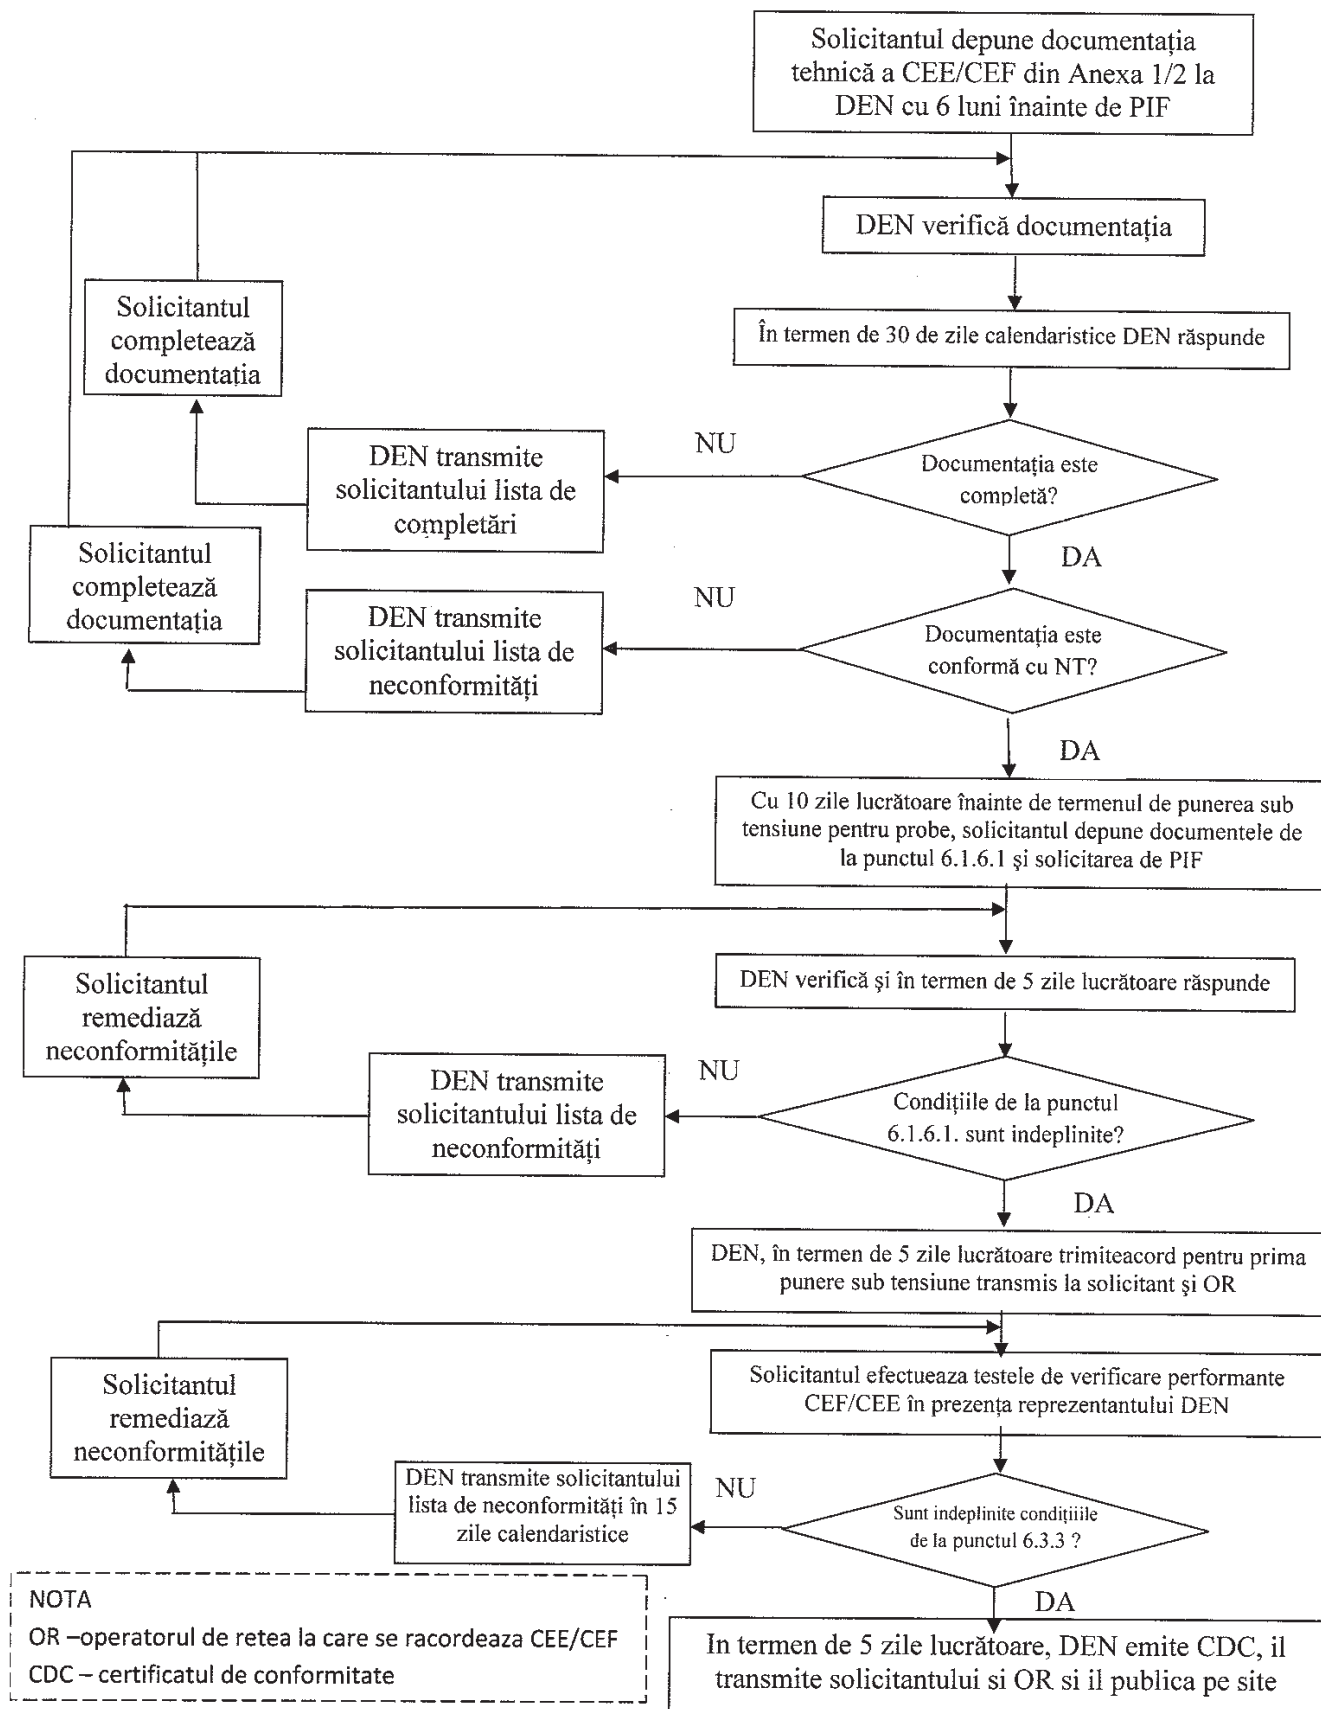 Solicitantul depune documentația
tehnică a CEE/CEF din Anexa 1/2 la
DEN cu 6 luni înainte de PIF
DEN verifică documentația
În termen de 30 de zile calendaristice DEN răspunde
Solicitantul
completează
documentatia
Documentația este
completă?
NU
DEN transmite
solicitantului lista de
completări
DA
Solicitantul
completează
documentatia
Documentația este
conformă cu NT?
NU
DEN transmite
solicitantului lista de
neconformități
DA
Cu 10 zile lucrătoare înainte de termenul de punerea sub
tensiune pentru probe, solicitantul depune documentele de
la punctul 6.1.6.1 şi solicitarea de PIF
DEN verifică şi în termen de 5 zile lucrătoare răspunde
Solicitantul
remediază
neconformitățile
Condițiile de la punctul
6.1.6.1. sunt indeplinite?
NU
DEN transmite
solicitantului lista de
neconformități
DA
DEN, în termen de 5 zile lucrătoare trimiteacord pentru prima
punere sub tensiune transmis la solicitant şi OR
Solicitantul efectueaza testele de verificare performante
CEF/CEE în prezența reprezentantului DEN
Solicitantul
remediază
neconformitățile
Sunt indeplinite condițiiile
de la punctul 6.3.3 ?
NU
DEN transmite solicitantului
lista de neconformități în 15
zile calendaristice
DA
In termen de 5 zile lucrătoare, DEN emite CDC, il
transmite solicitantului si OR si il publica pe site
NOTA
OR –operatorul de retea la care se racordeaza CEE/CEF
CDC – certificatul de conformitate